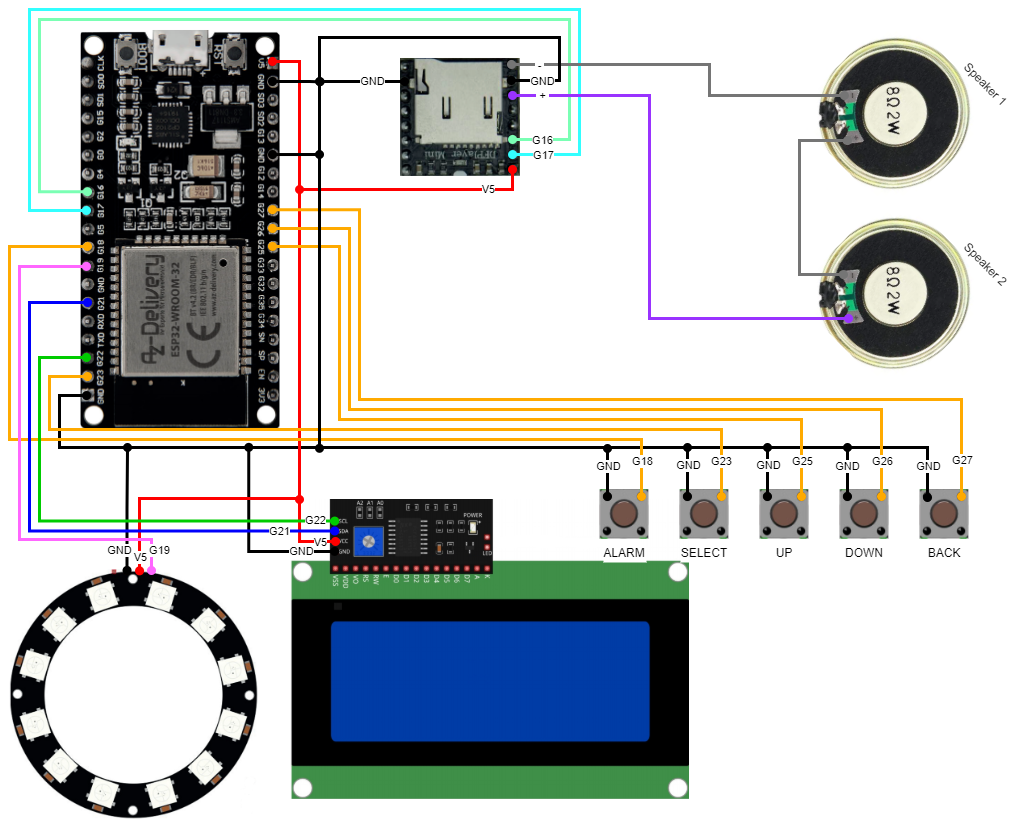 BOOT
RST
CLK
SD0
SD1
G15
G2
G0
G4
G16
G17
G5
G18
G19
GND
G21
RXD
TXD
G22
G23
GND
V5
GND
SD3
SD2
G13
GND
G12
G14
G27
G26
G25
G33
G32
G35
G34
SN
SP
EN
3V3
Q1
Q2
AZ-Delivery
ESP32-WROOM-32
GND
GND
-
+
G16
G17
V5
DFPlayer Mini
8Ω2W
Speaker 1
8Ω2W
Speaker 2
GND
G18
GND
G23
GND
G25
GND
G26
GND
G27
ALARM
SELECT
UP
DOWN
BACK
G22
G21
V5
GND
SCL
SDA
VCC
GND
A2
A1
A0
POWER
LED
VSS
VDD
VO
RS
RW
E
D0
D1
D2
D3
D4
D5
D6
D7
A
K
GND
V5
G19